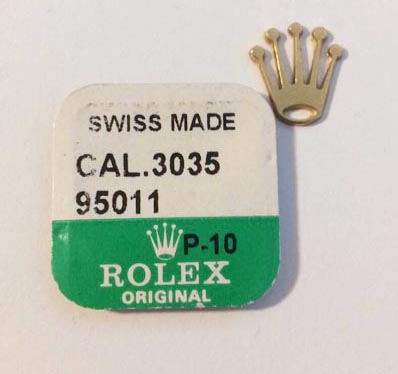 SWISS MADE
CAL.3035
95011
P-10
ROLEX
ORIGINAL